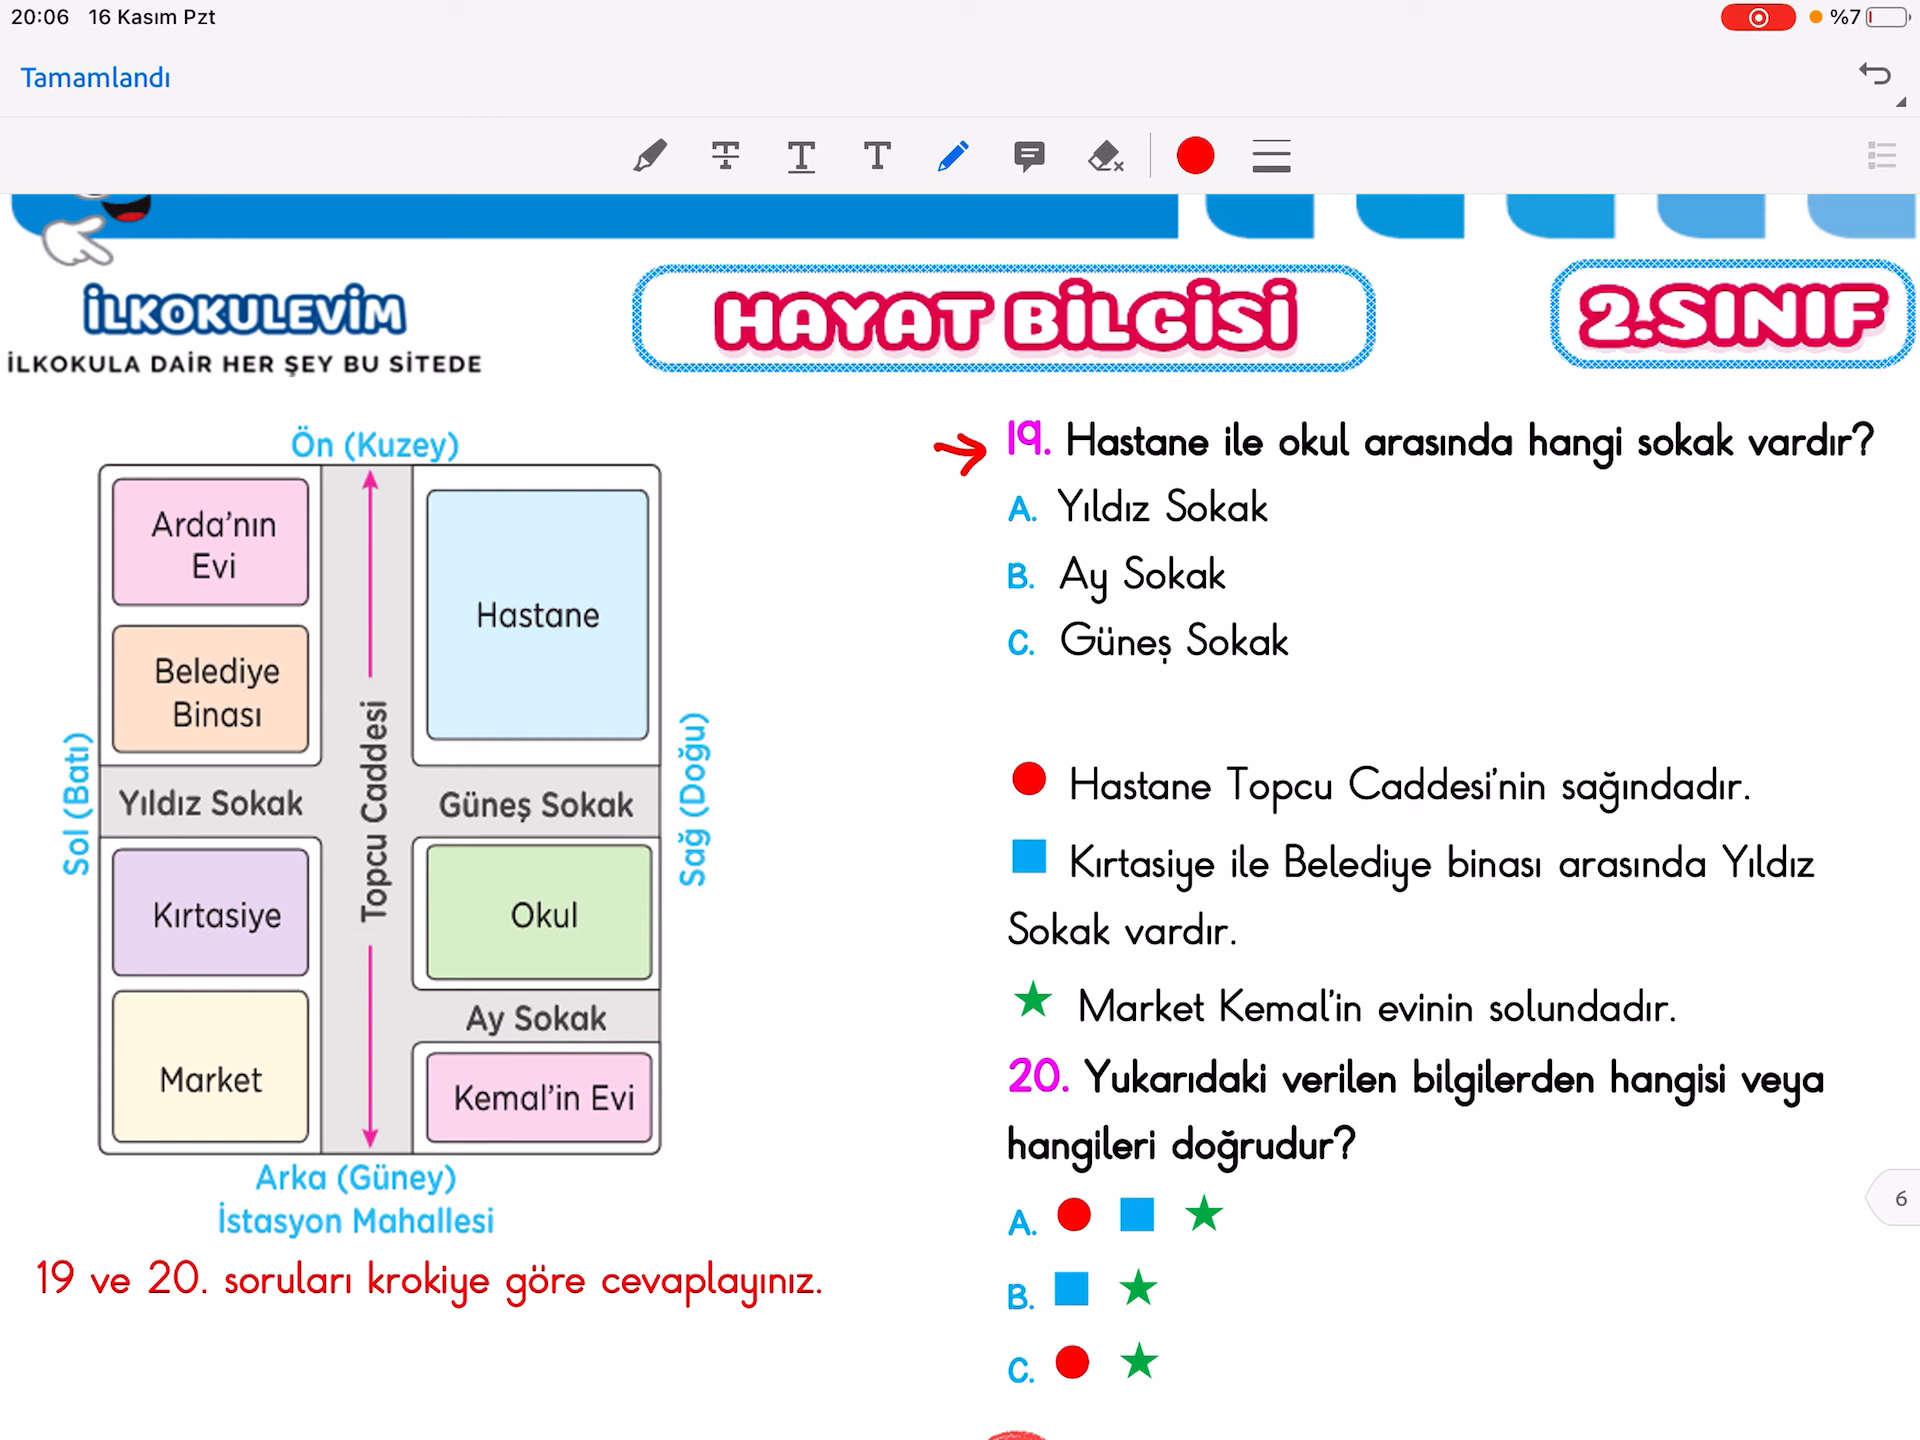 20:06 16 Kasım Pzt
%7
Tamamlandı
T T T
İLKOKULEVİM
İLKOKULA DAİR HER ŞEY BU SİTEDE
HAYAT BİLGİSİ
2.SINIF
Ön (Kuzey)
Arda'nın
Evi
Hastane
Belediye
Binası
Sol (Batı)
Topcu Caddesi
Sağ (Doğu)
Yıldız Sokak
Güneş Sokak
Kırtasiye
Okul
Ay Sokak
Market
Kemal'in Evi
Arka (Güney)
İstasyon Mahallesi
19 ve 20. soruları krokiye göre cevaplayınız.
19. Hastane ile okul arasında hangi sokak vardır?
A. Yıldız Sokak
B. Ay Sokak
C. Güneş Sokak
Hastane Topcu Caddesi'nin sağındadır.
Kırtasiye ile Belediye binası arasında Yıldız
Sokak vardır.
Market Kemal'in evinin solundadır.
20. Yukarıdaki verilen bilgilerden hangisi veya
hangileri doğrudur?
A.
B.
C.
6